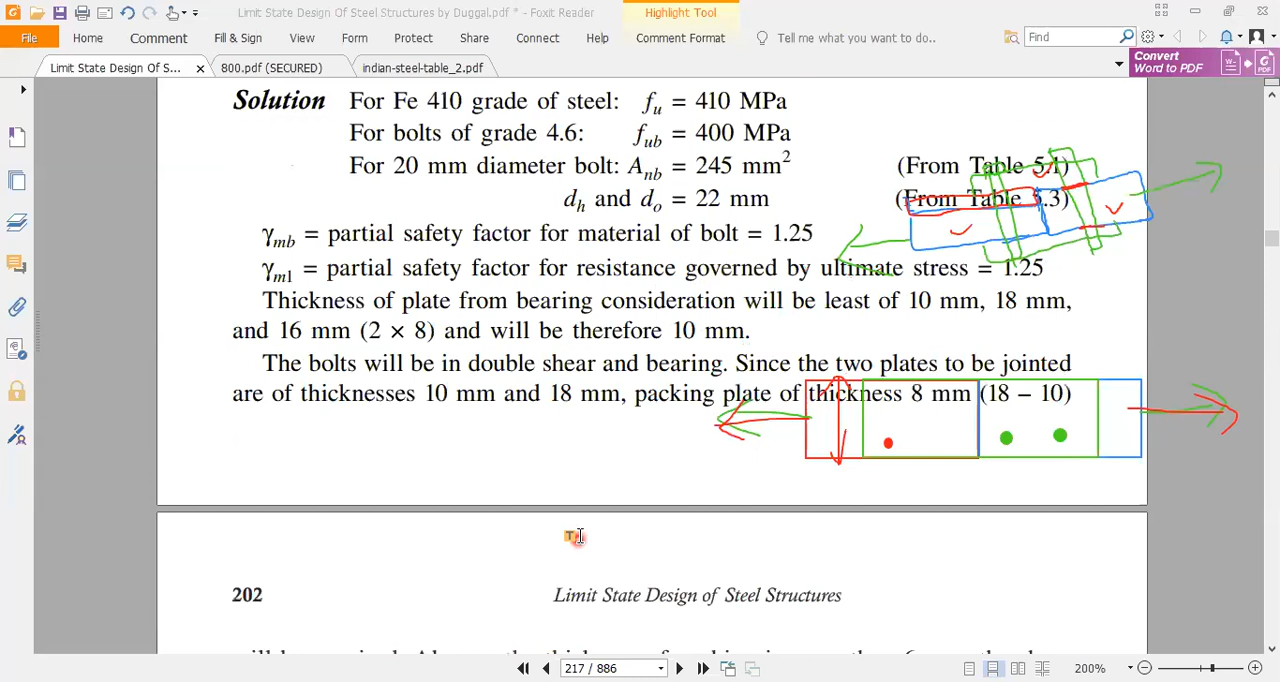 Limit State Design Of Steel Structures by Duggal.pdf * - Foxit Reader
Highlight Tool
File Home Comment Fill & Sign View Form Protect Share Connect Help Comment Format Tell me what you want to do.. Find
Limit State Design Of S... 800.pdf (SECURED) indian-steel-table_2.pdf
Convert
Word to PDF
Solution For Fe 410 grade of steel: fu = 410 MPa
For bolts of grade 4.6: fub = 400 MPa
For 20 mm diameter bolt: Anb = 245 mm2 (From Table 5.1)
dh and do = 22 mm (From Table 5.3)
γmb = partial safety factor for material of bolt = 1.25
γm1 = partial safety factor for resistance governed by ultimate stress = 1.25
Thickness of plate from bearing consideration will be least of 10 mm, 18 mm,
and 16 mm (2 × 8) and will be therefore 10 mm.
The bolts will be in double shear and bearing. Since the two plates to be jointed
are of thicknesses 10 mm and 18 mm, packing plate of thickness 8 mm (18 − 10)
T
202 Limit State Design of Steel Structures
217 / 886
200%